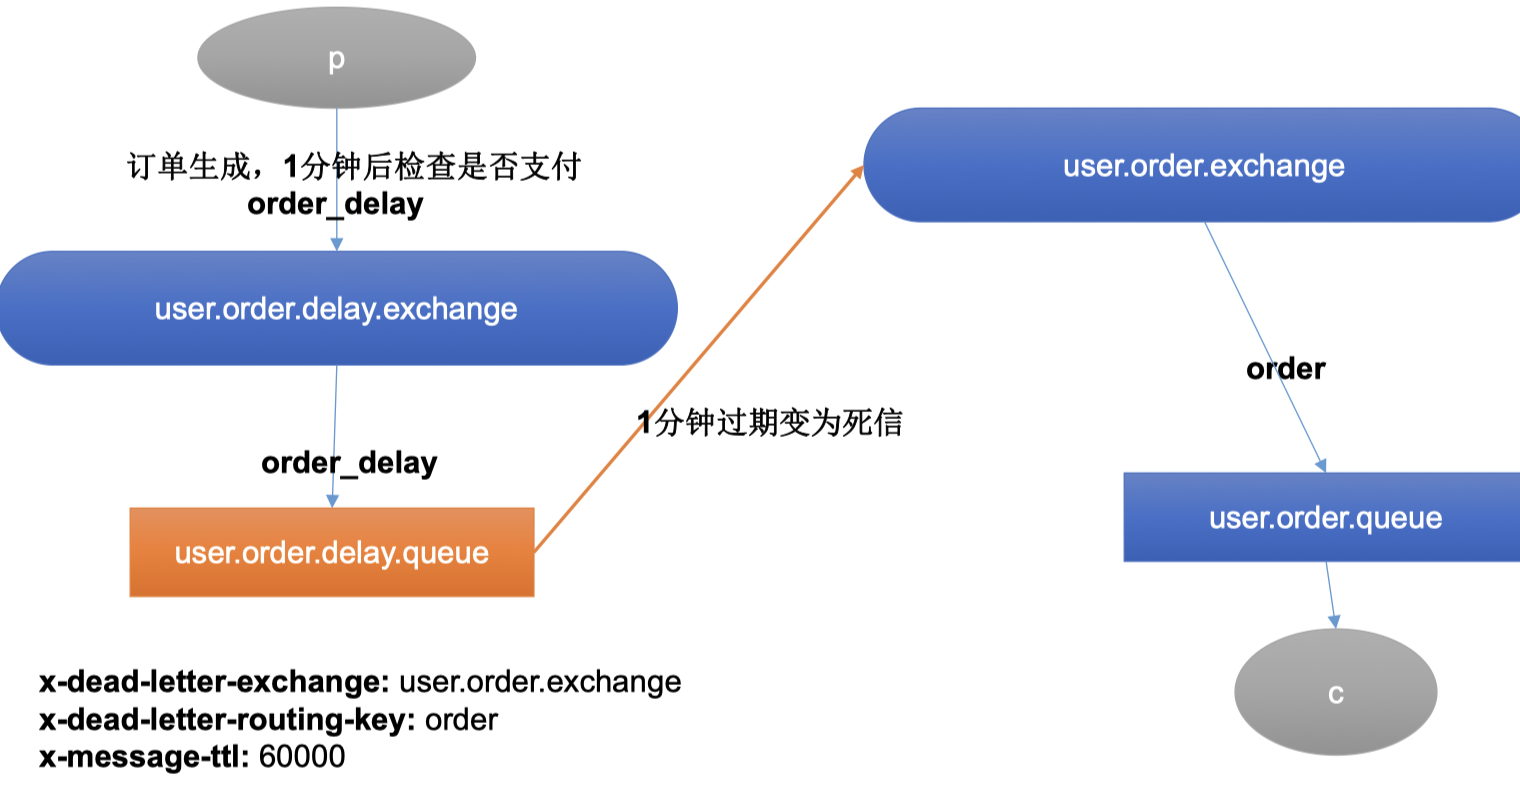 p
订单生成，1分钟后检查是否支付
order_delay
user.order.delay.exchange
order_delay
user.order.delay.queue
x-dead-letter-exchange: user.order.exchange
x-dead-letter-routing-key: order
x-message-ttl: 60000
1分钟过期变为死信
user.order.exchange
order
user.order.queue
c